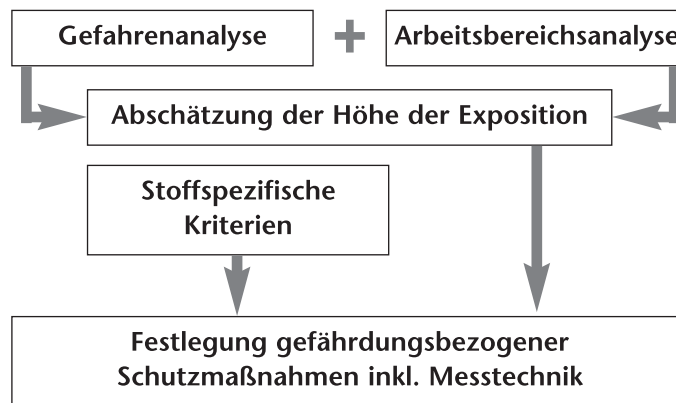 Gefahrenanalyse + Arbeitsbereichsanalyse
Abschätzung der Höhe der Exposition
Stoffspezifische
Kriterien
Festlegung gefährdungsbezogener
Schutzmaßnahmen inkl. Messtechnik